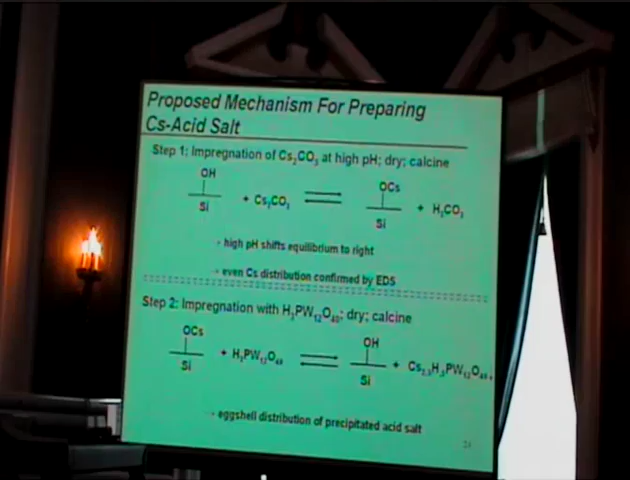 Proposed Mechanism For Preparing
Cs-Acid Salt
Step 1: Impregnation of Cs₂CO₃ at high pH; dry; calcine
OH
Si
+ Cs₂CO₃
OCs
Si
+ H₂CO₃
- high pH shifts equilibrium to right
- even Cs distribution confirmed by EDS
Step 2: Impregnation with H₃PW₁₂O₄₀; dry; calcine
OCs
Si
+ H₃PW₁₂O₄₀
OH
Si
- eggshell distribution of precipitated acid salt